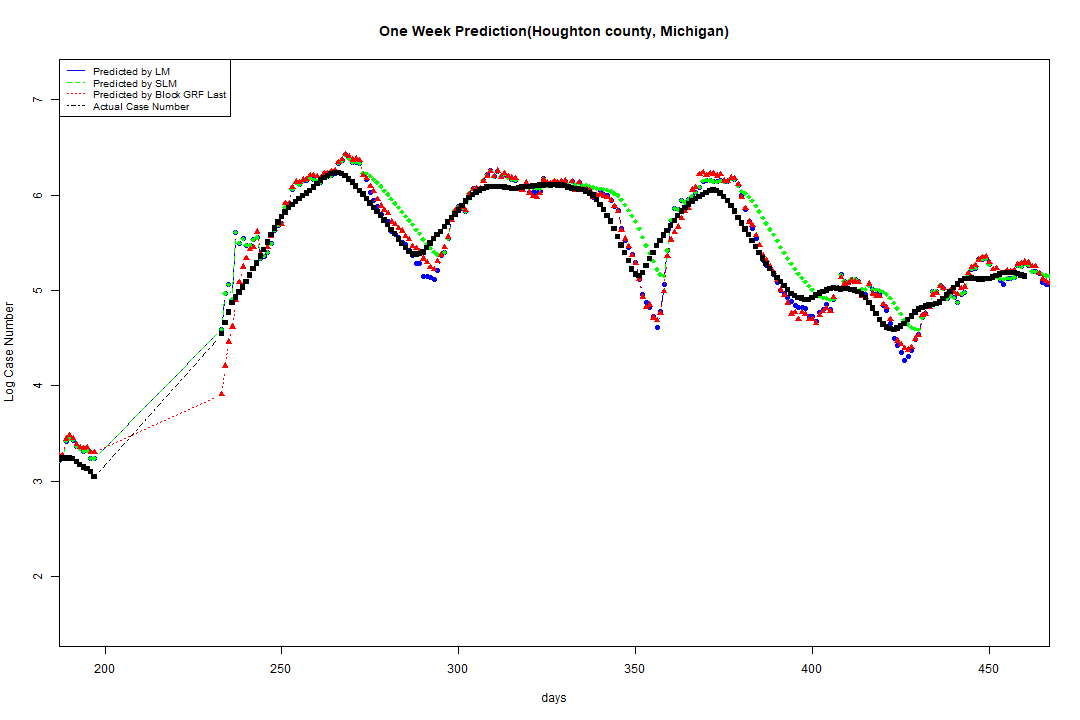 One Week Prediction(Houghton county, Michigan)
Predicted by LM
Predicted by SLM
Predicted by Block GRF Last
Actual Case Number
7
6
5
4
3
2
Log Case Number
200 250 300 350 400 450
days